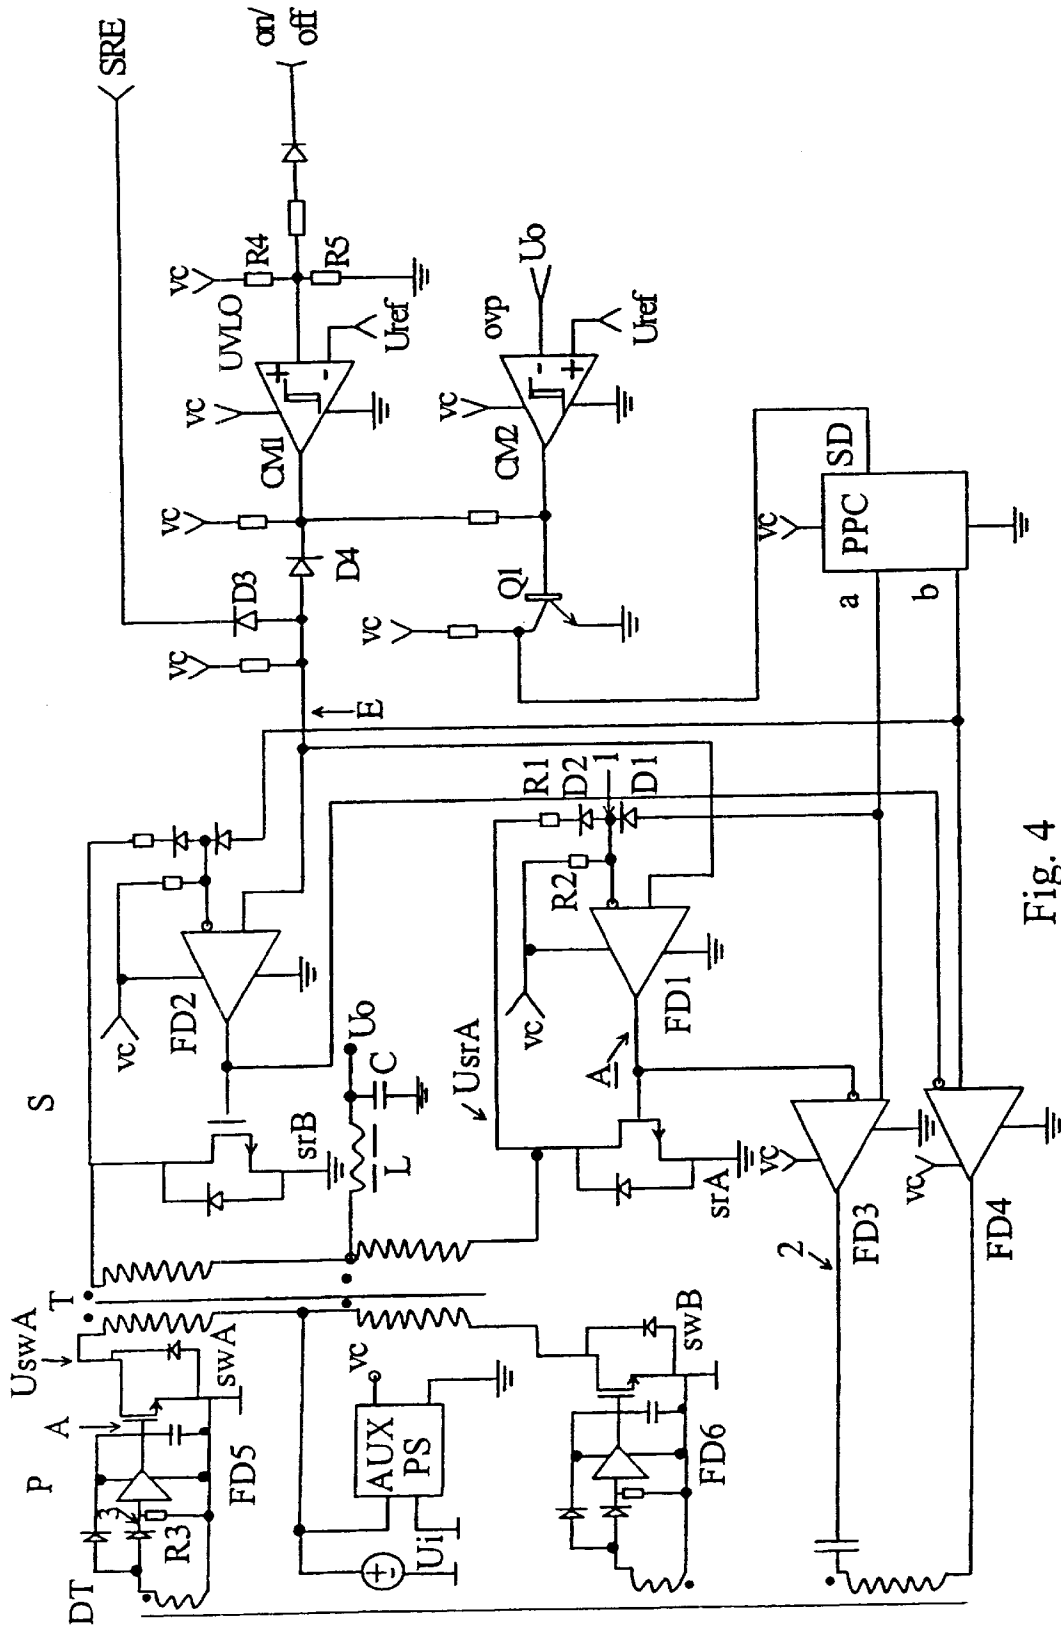 UswA
P
S
A
T
DT
SRE
3
R3
swA
vc
FD2
vc
vc
vc
UVLO
FD5
D3
R4
on/
off
CM1
srB
vc
AUX
PS
Uo
D4
R5
E
C
L
vc
Uref
Ui
UsrA
vc
ovp
Q1
CM2
Uo
vc
R1
R2
D2
A
1
D1
Uref
swB
FD6
FD1
srA
vc
vc
2
SD
FD3
a
PPC
vc
b
FD4
Fig. 4